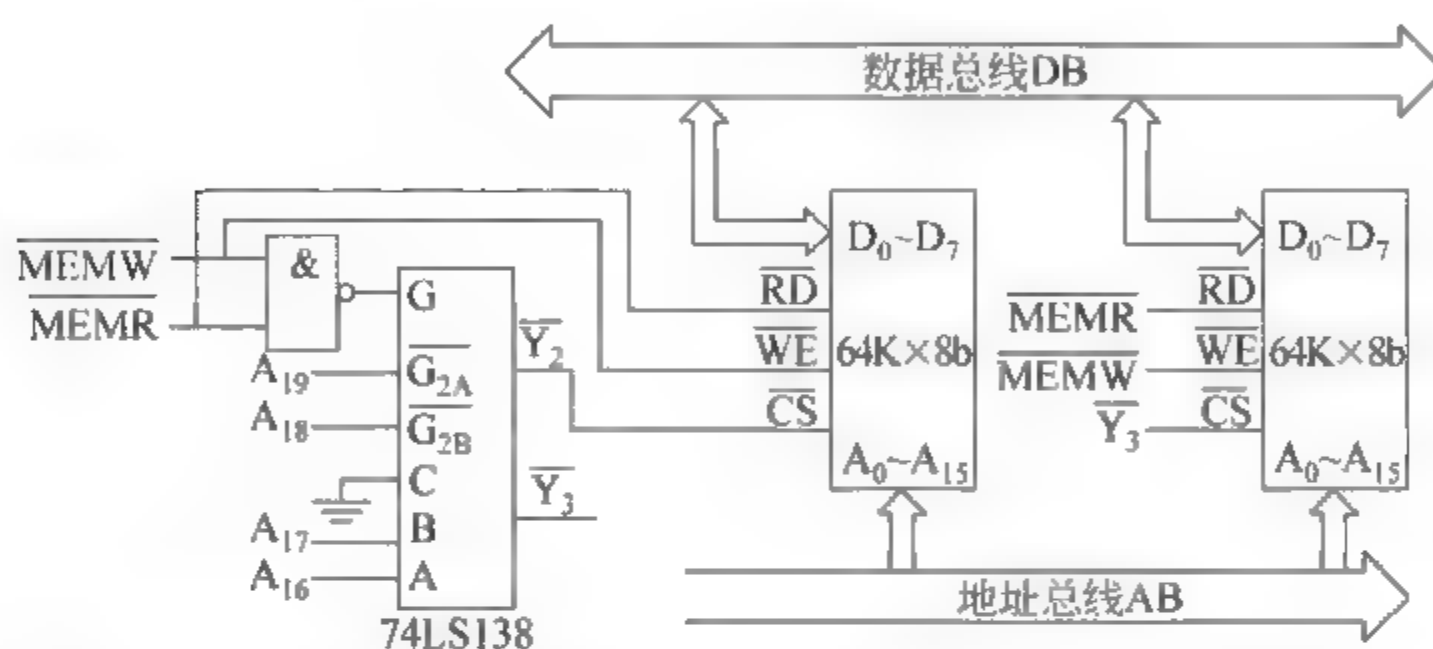 数据总线DB
D₀~D₇
D₀~D₇
MEMW
&
G
RD
RD
MEMR
Y₂
MEMR
WE
64K×8b
WE
64K×8b
A₁₉
G₂A
MEMW
A₁₈
G₂B
CS
Y₃
CS
C
Y₃
A₀~A₁₅
A₀~A₁₅
A₁₇
B
A₁₆
A
地址总线AB
74LS138